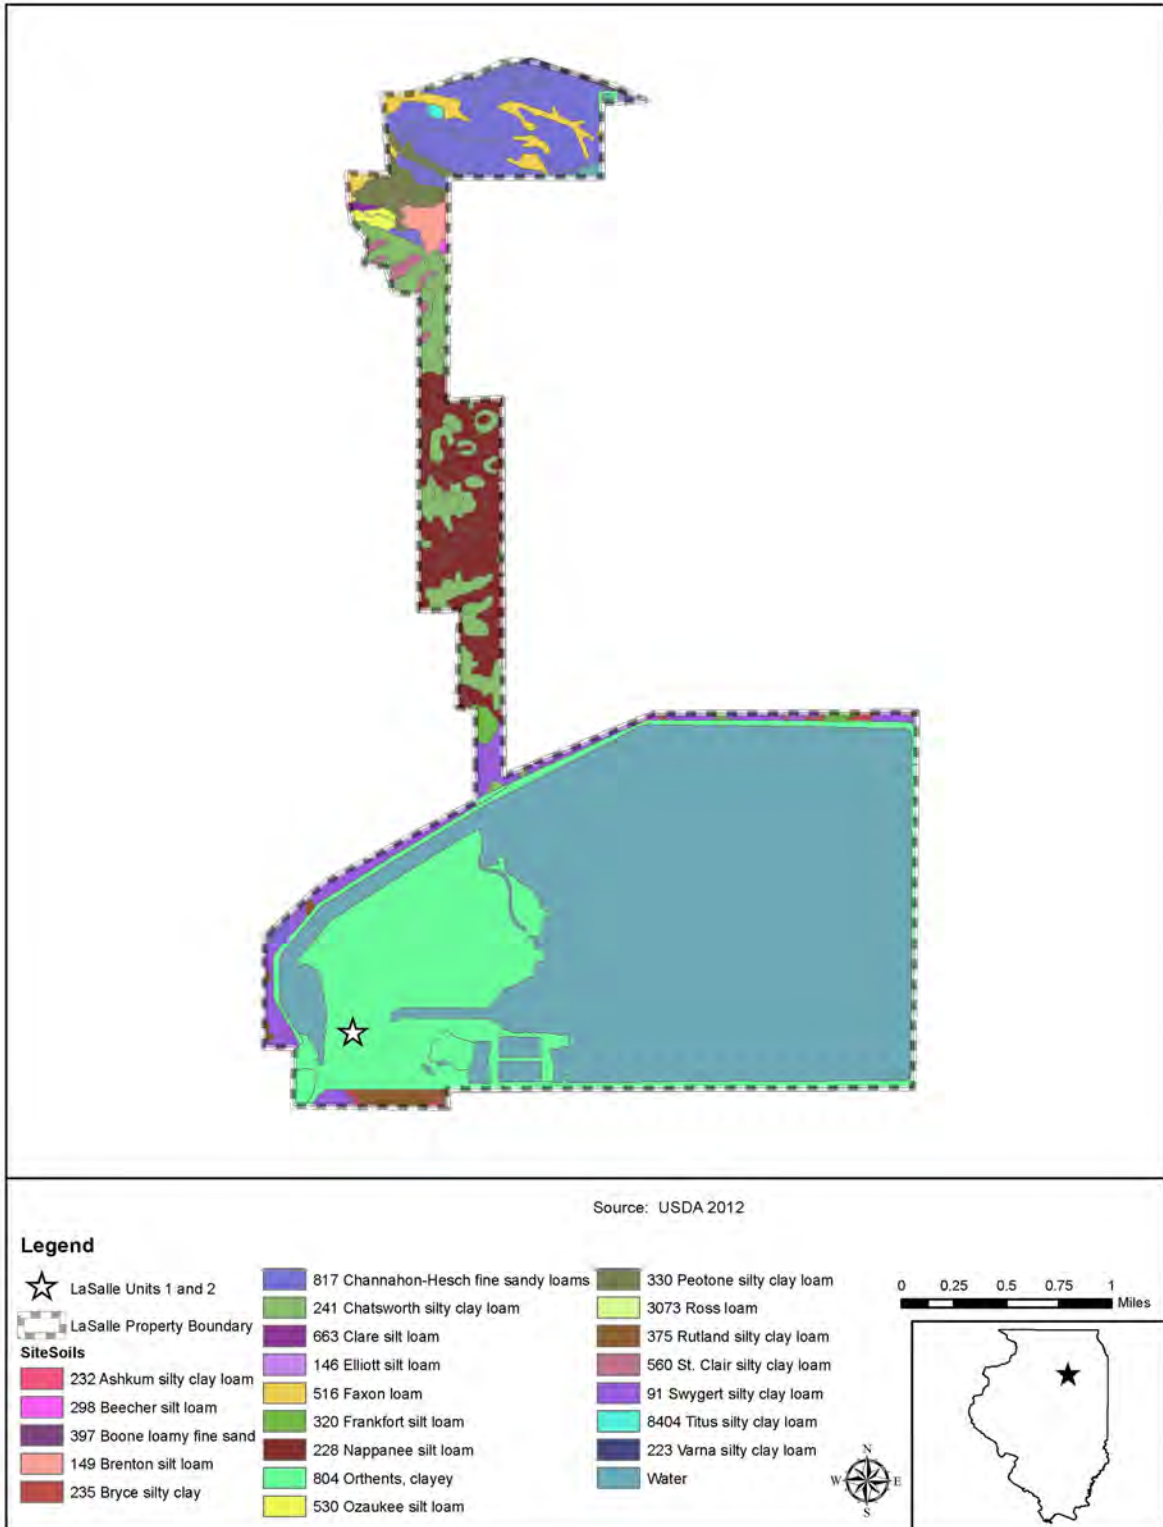 Source: USDA 2012
Legend
LaSalle Units 1 and 2
LaSalle Property Boundary
SiteSoils
232 Ashkum silty clay loam
298 Beecher silt loam
397 Boone loamy fine sand
149 Brenton silt loam
235 Bryce silty clay
817 Channahon-Hesch fine sandy loams
241 Chatsworth silty clay loam
663 Clare silt loam
146 Elliott silt loam
516 Faxon loam
320 Frankfort silt loam
228 Nappanee silt loam
804 Orthents, clayey
530 Ozaukee silt loam
330 Peotone silty clay loam
3073 Ross loam
375 Rutland silty clay loam
560 St. Clair silty clay loam
91 Swygert silty clay loam
8404 Titus silty clay loam
223 Varna silty clay loam
Water
0 0.25 0.5 0.75 1
Miles
N
W E
S